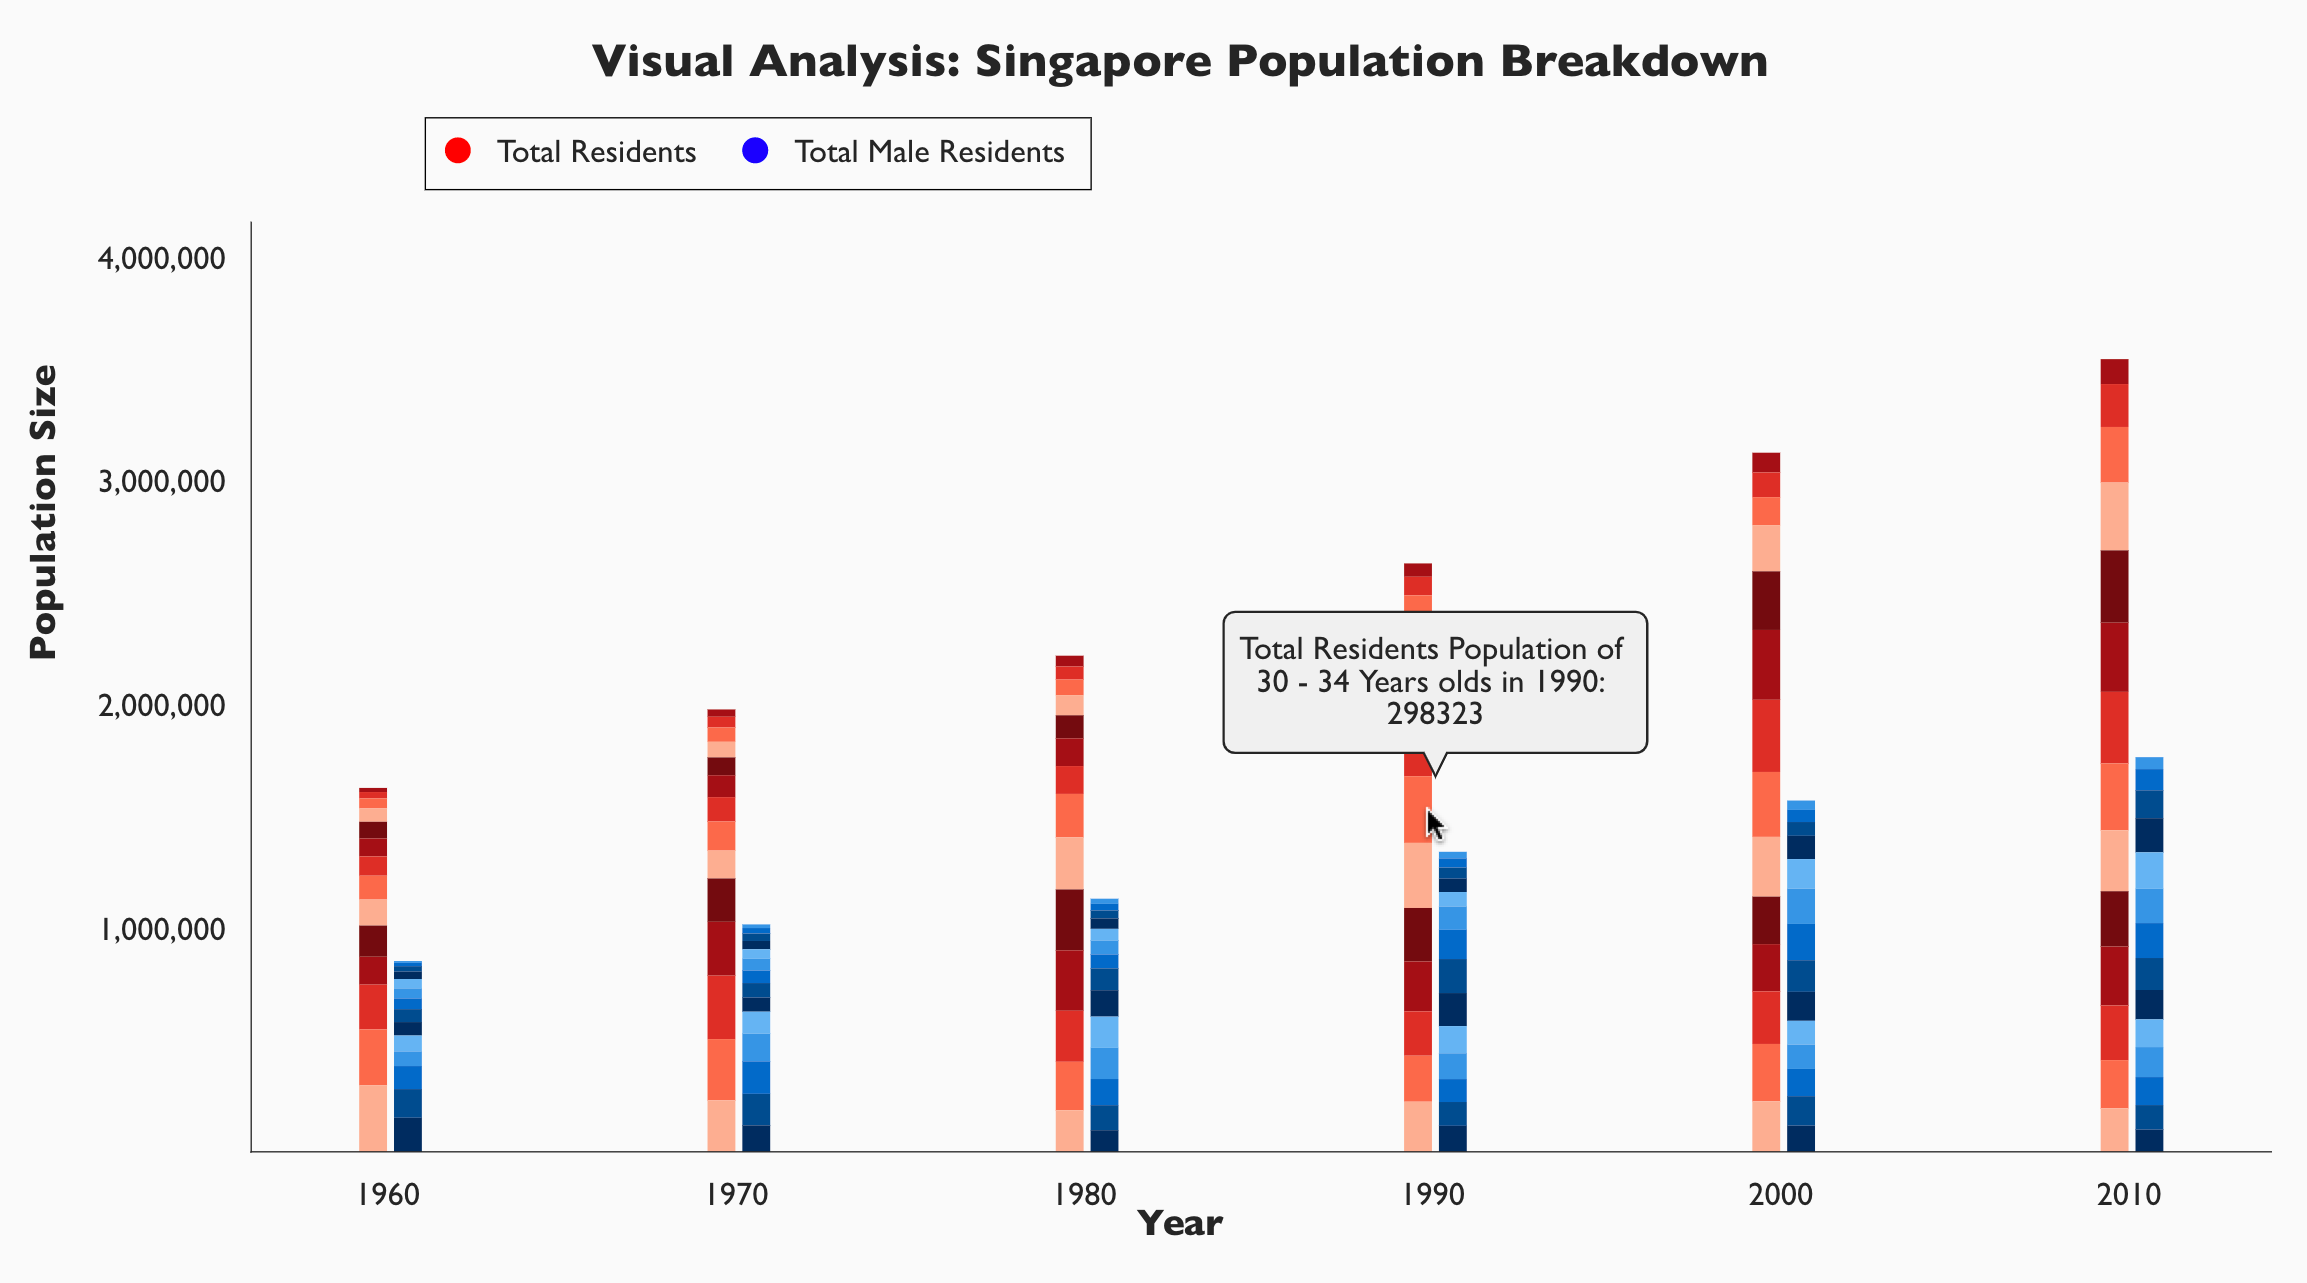 Visual Analysis: Singapore Population Breakdown
Total Residents
Total Male Residents
Population Size
4,000,000
3,000,000
2,000,000
1,000,000
Total Residents Population of
30 - 34 Years olds in 1990:
298323
1960
1970
1980
1990
2000
2010
Year